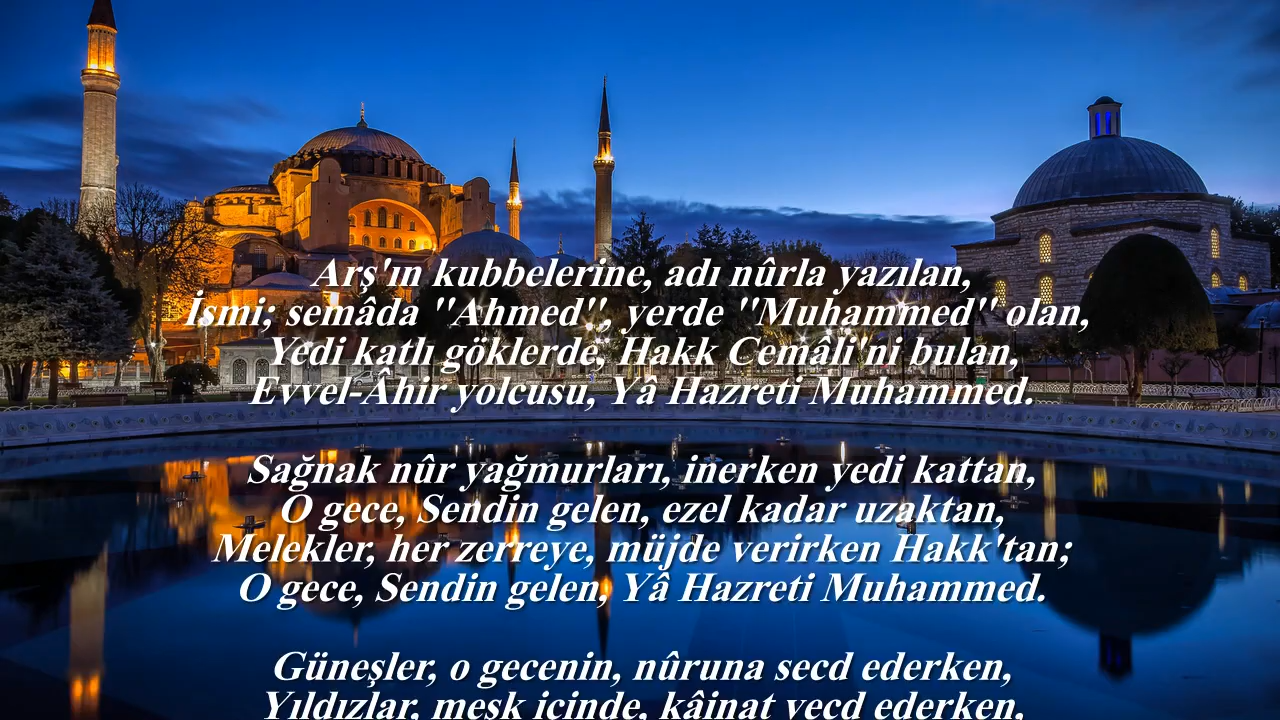 Arş'ın kubbelerine, adı nûrla yazılan,
İsmi; semâda "Ahmed", yerde "Muhammed" olan,
Yedi katlı göklerde, Hakk Cemâli'ni bulan,
Evvel-Âhir yolcusu, Yâ Hazreti Muhammed.
Sağnak nûr yağmurları, inerken yedi kattan,
O gece, Sendin gelen, ezel kadar uzaktan,
Melekler, her zerreye, müjde verirken Hakk'tan;
O gece, Sendin gelen, Yâ Hazreti Muhammed.
Güneşler, o gecenin, nûruna secd ederken,
Yıldızlar, meşk içinde, kâinat vecd ederken,